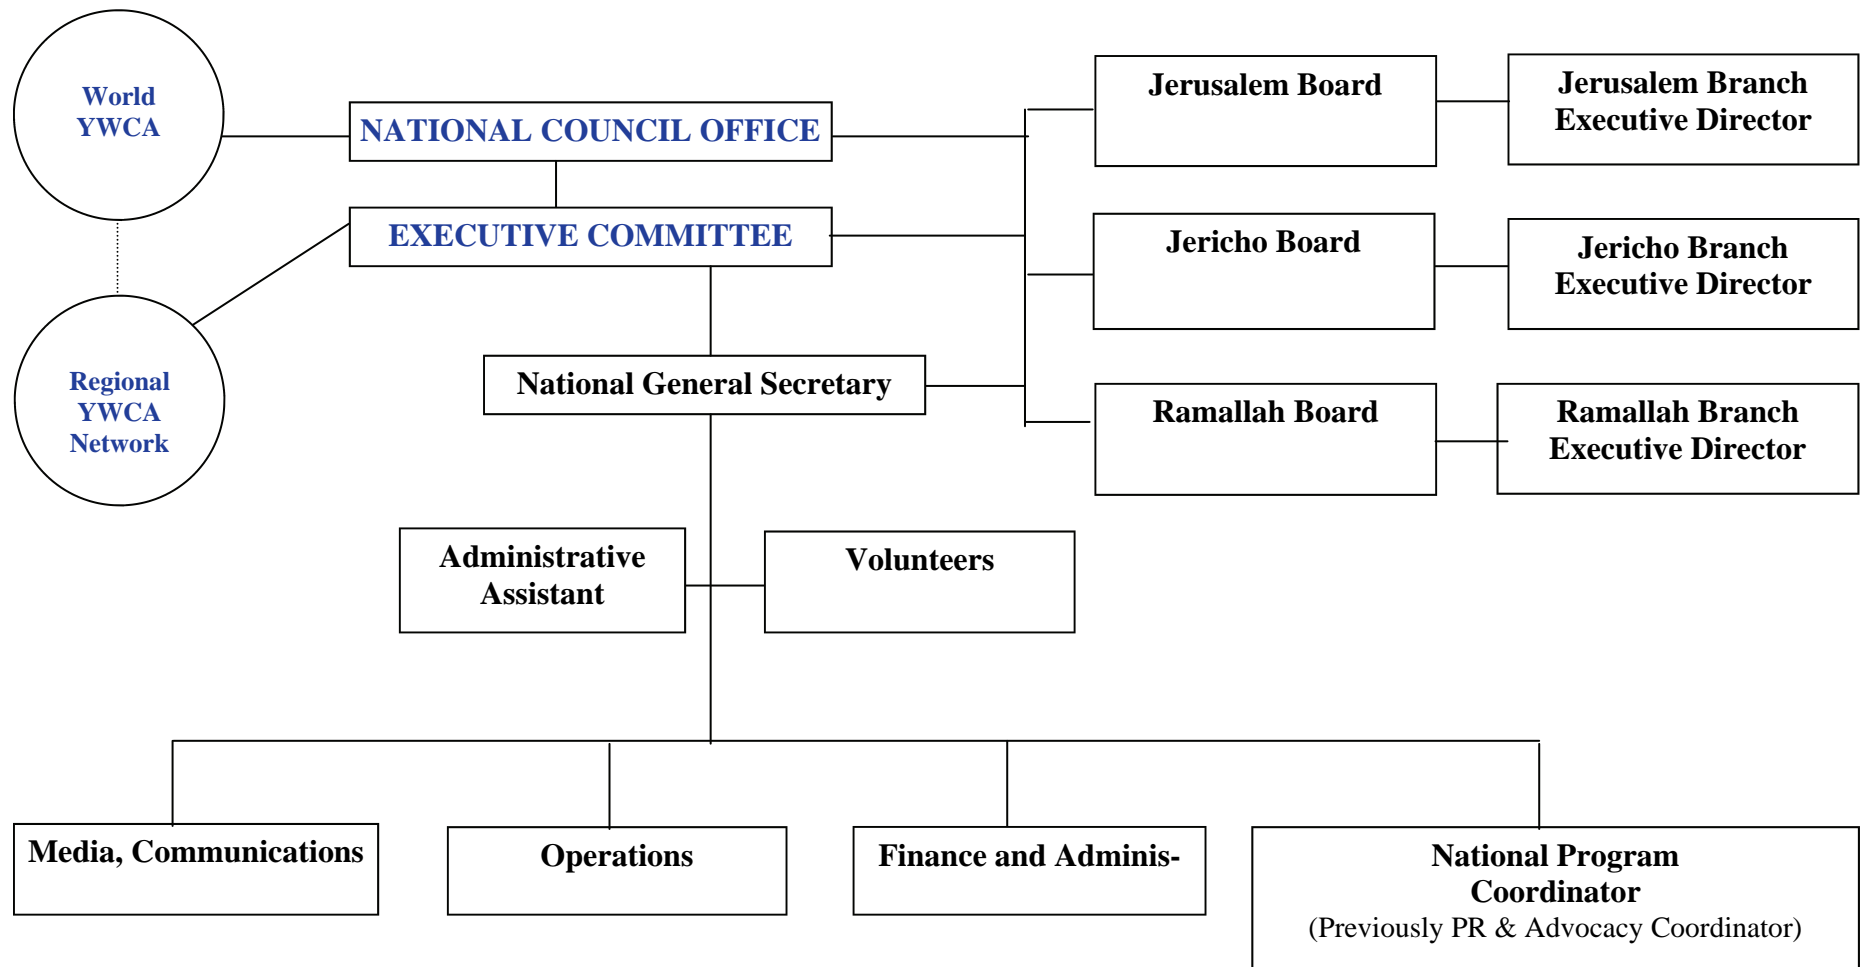 World
YWCA
NATIONAL COUNCIL OFFICE
Jerusalem Board
Jerusalem Branch
Executive Director
EXECUTIVE COMMITTEE
Jericho Board
Jericho Branch
Executive Director
Regional
YWCA
Network
National General Secretary
Ramallah Board
Ramallah Branch
Executive Director
Administrative
Assistant
Volunteers
Media, Communications
Operations
Finance and Adminis-
National Program
Coordinator
(Previously PR & Advocacy Coordinator)